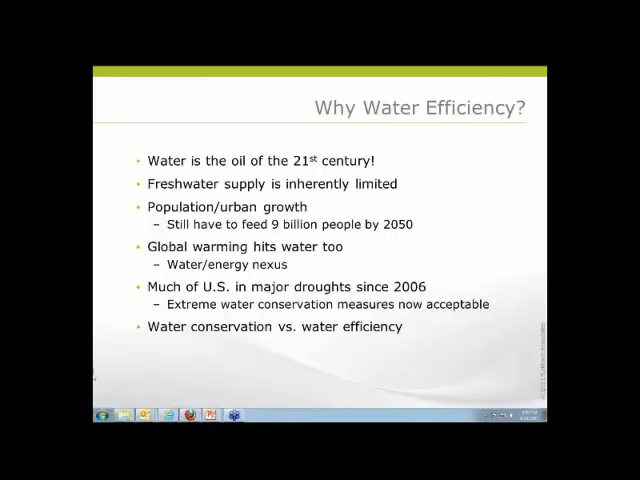 Why Water Efficiency?
• Water is the oil of the 21st century!
• Freshwater supply is inherently limited
• Population/urban growth
– Still have to feed 9 billion people by 2050
• Global warming hits water too
– Water/energy nexus
• Much of U.S. in major droughts since 2006
– Extreme water conservation measures now acceptable
• Water conservation vs. water efficiency